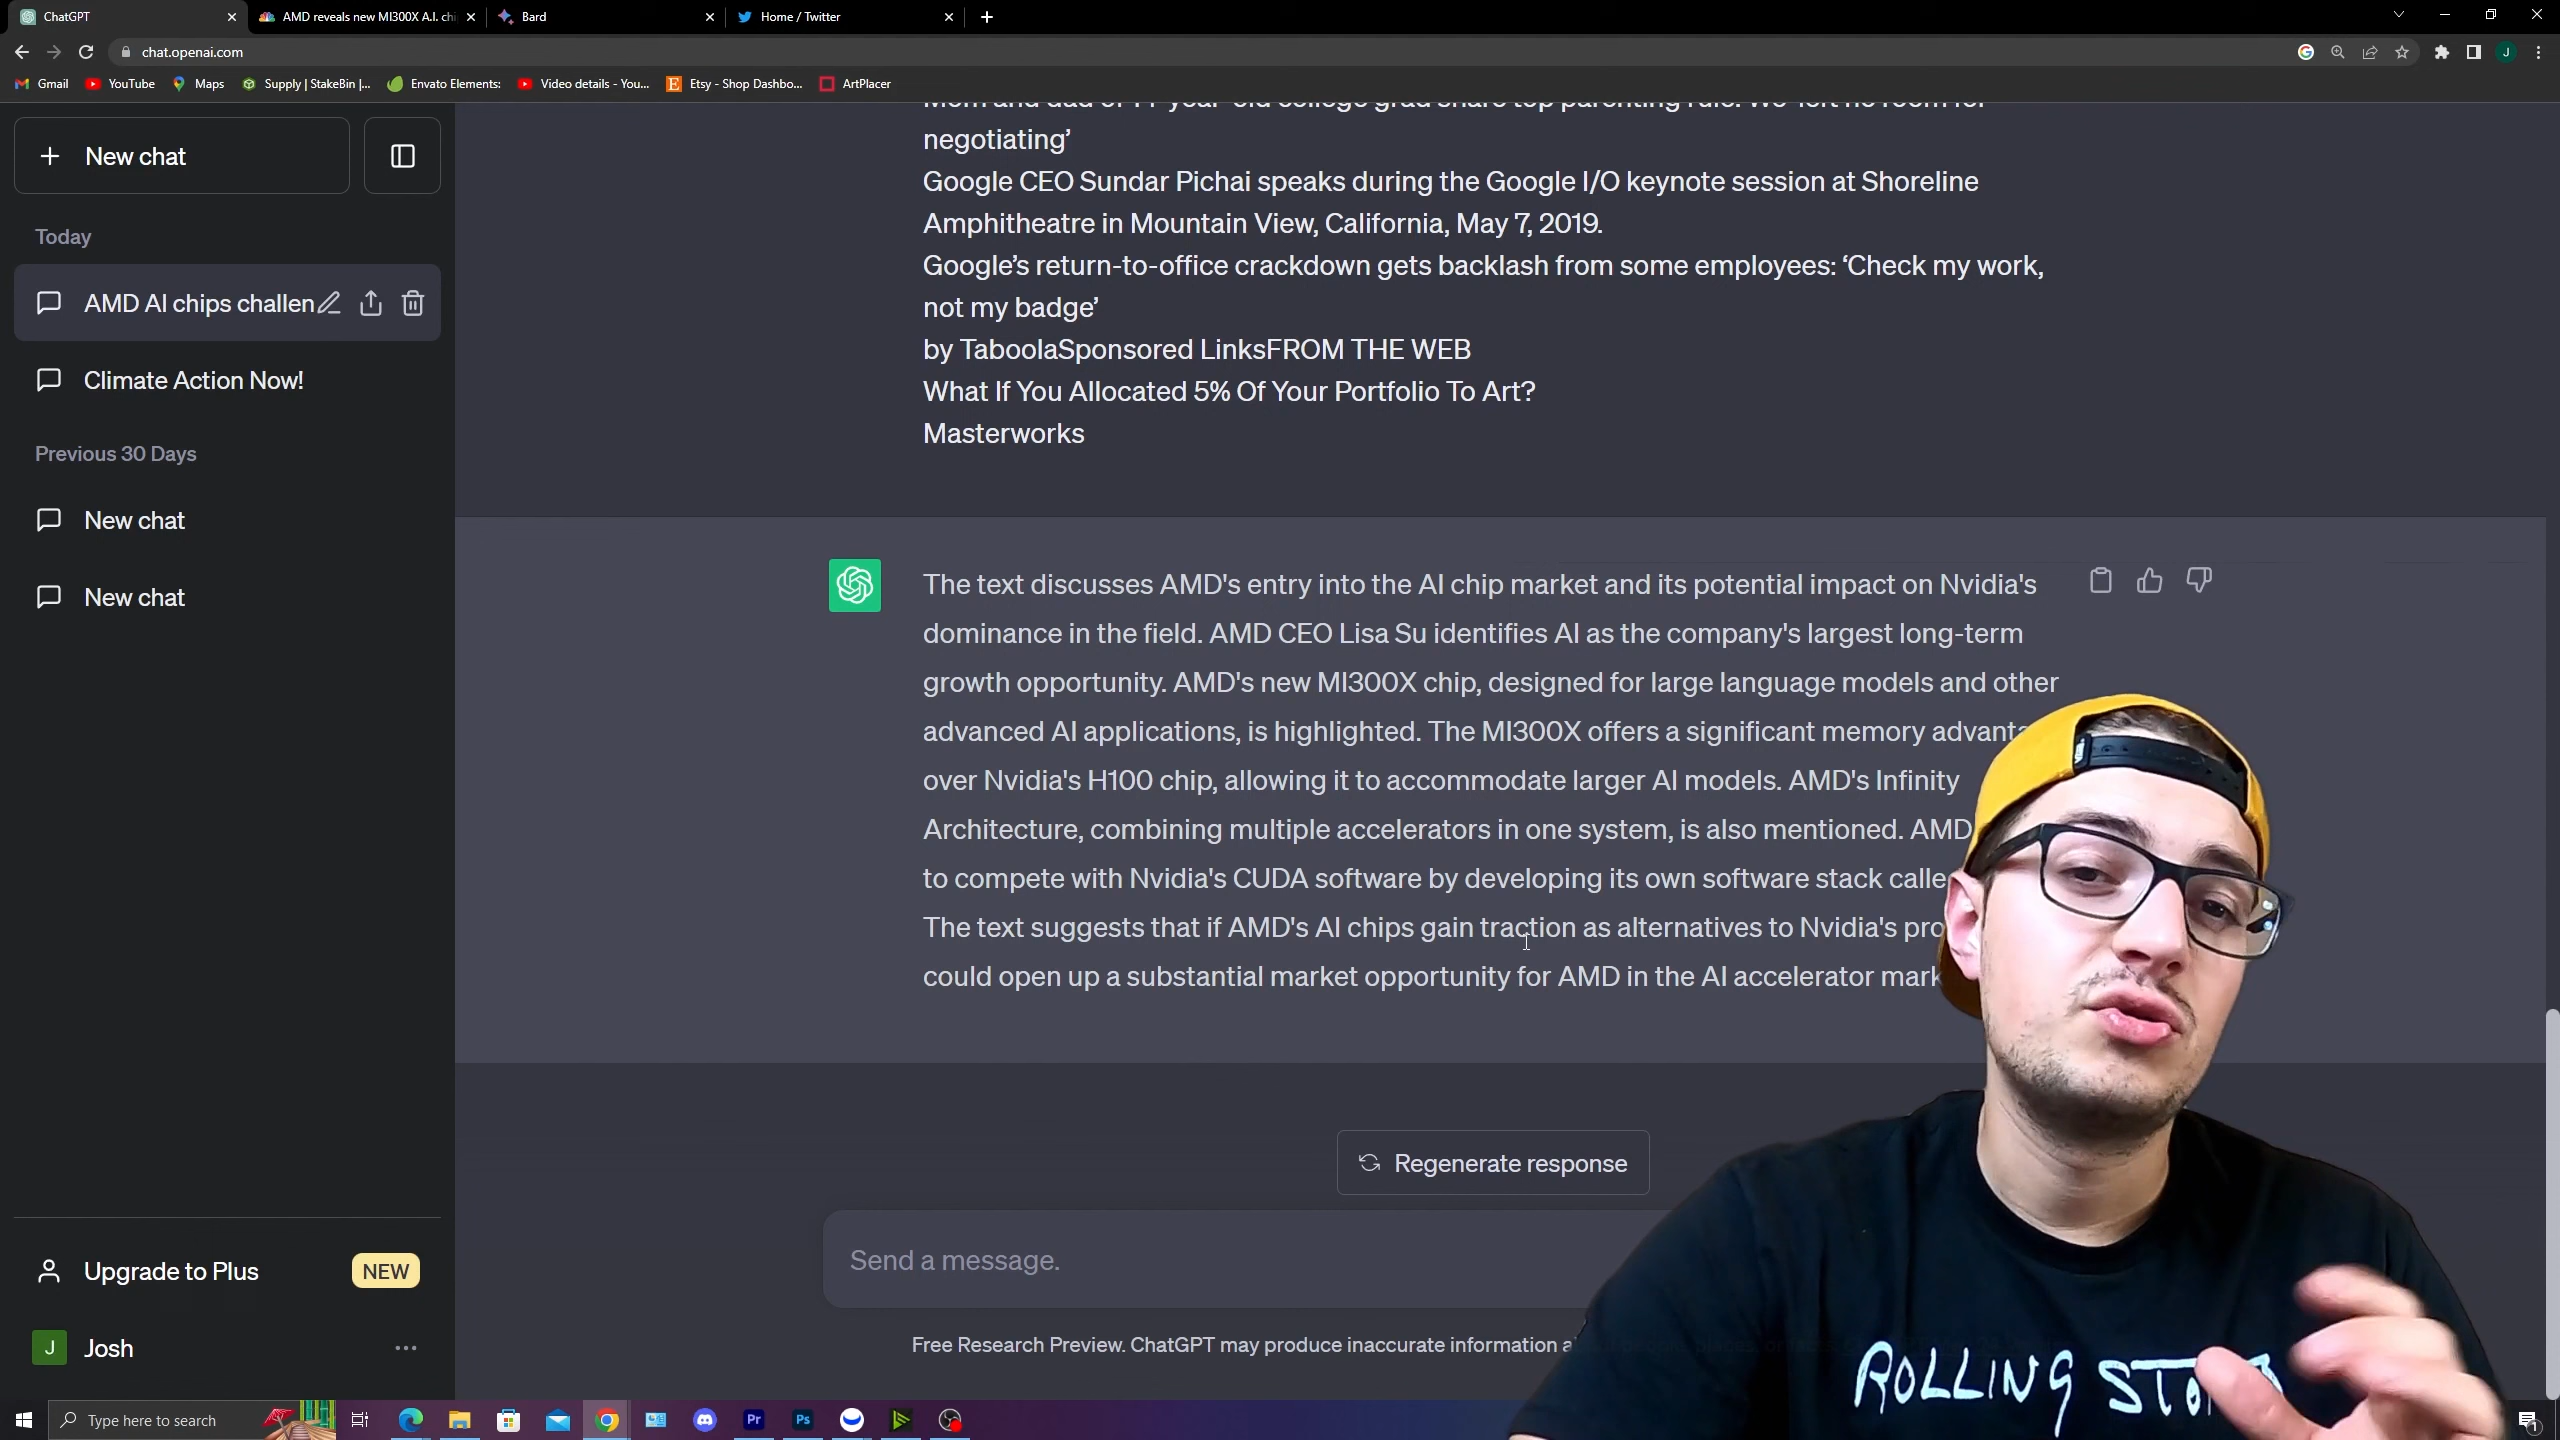 ChatGPT
AMD reveals new MI300X A.I. chi
Bard
Home / Twitter
chat.openai.com
Gmail
YouTube
Maps
Supply | StakeBin |...
Envato Elements:
Video details - You...
Etsy - Shop Dashbo...
ArtPlacer
New chat
Today
AMD AI chips challen
Climate Action Now!
Previous 30 Days
New chat
New chat
Upgrade to Plus
NEW
J
Josh
negotiating’
Google CEO Sundar Pichai speaks during the Google I/O keynote session at Shoreline
Amphitheatre in Mountain View, California, May 7, 2019.
Google’s return-to-office crackdown gets backlash from some employees: ‘Check my work,
not my badge’
by TaboolaSponsored LinksFROM THE WEB
What If You Allocated 5% Of Your Portfolio To Art?
Masterworks
The text discusses AMD's entry into the AI chip market and its potential impact on Nvidia's
dominance in the field. AMD CEO Lisa Su identifies AI as the company's largest long-term
growth opportunity. AMD's new MI300X chip, designed for large language models and other
advanced AI applications, is highlighted. The MI300X offers a significant memory advanta
over Nvidia's H100 chip, allowing it to accommodate larger AI models. AMD's Infinity
Architecture, combining multiple accelerators in one system, is also mentioned. AMD
to compete with Nvidia's CUDA software by developing its own software stack calle
The text suggests that if AMD's AI chips gain traction as alternatives to Nvidia's pro
could open up a substantial market opportunity for AMD in the AI accelerator mark
Regenerate response
Send a message.
Free Research Preview. ChatGPT may produce inaccurate information a
ROLLING STO
Type here to search
Pr
Ps